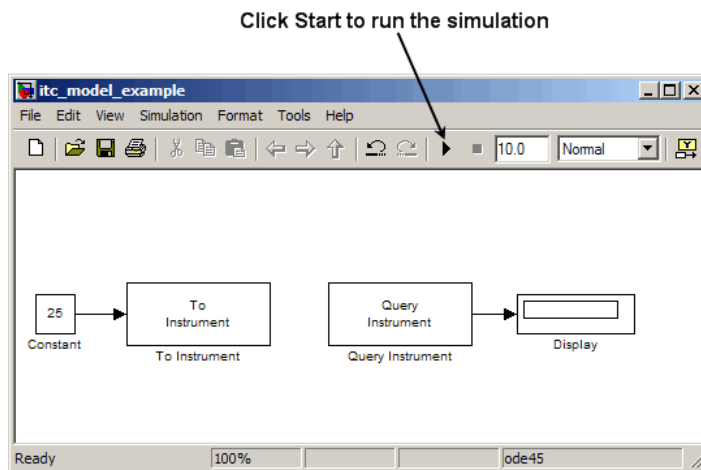 Click Start to run the simulation
itc_model_example
File Edit View Simulation Format Tools Help
10.0 Normal
25
Constant
To
Instrument
To Instrument
Query
Instrument
Query Instrument
Display
Ready 100% ode45